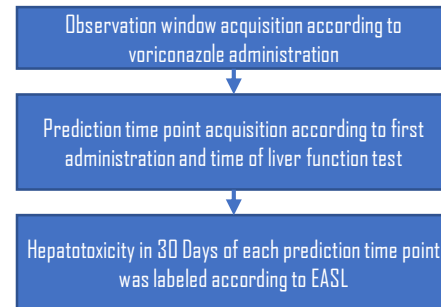 Observation window acquisition according to
voriconazole administration
Prediction time point acquisition according to first
administration and time of liver function test
Hepatotoxicity in 30 Days of each prediction time point
was labeled according to EASL